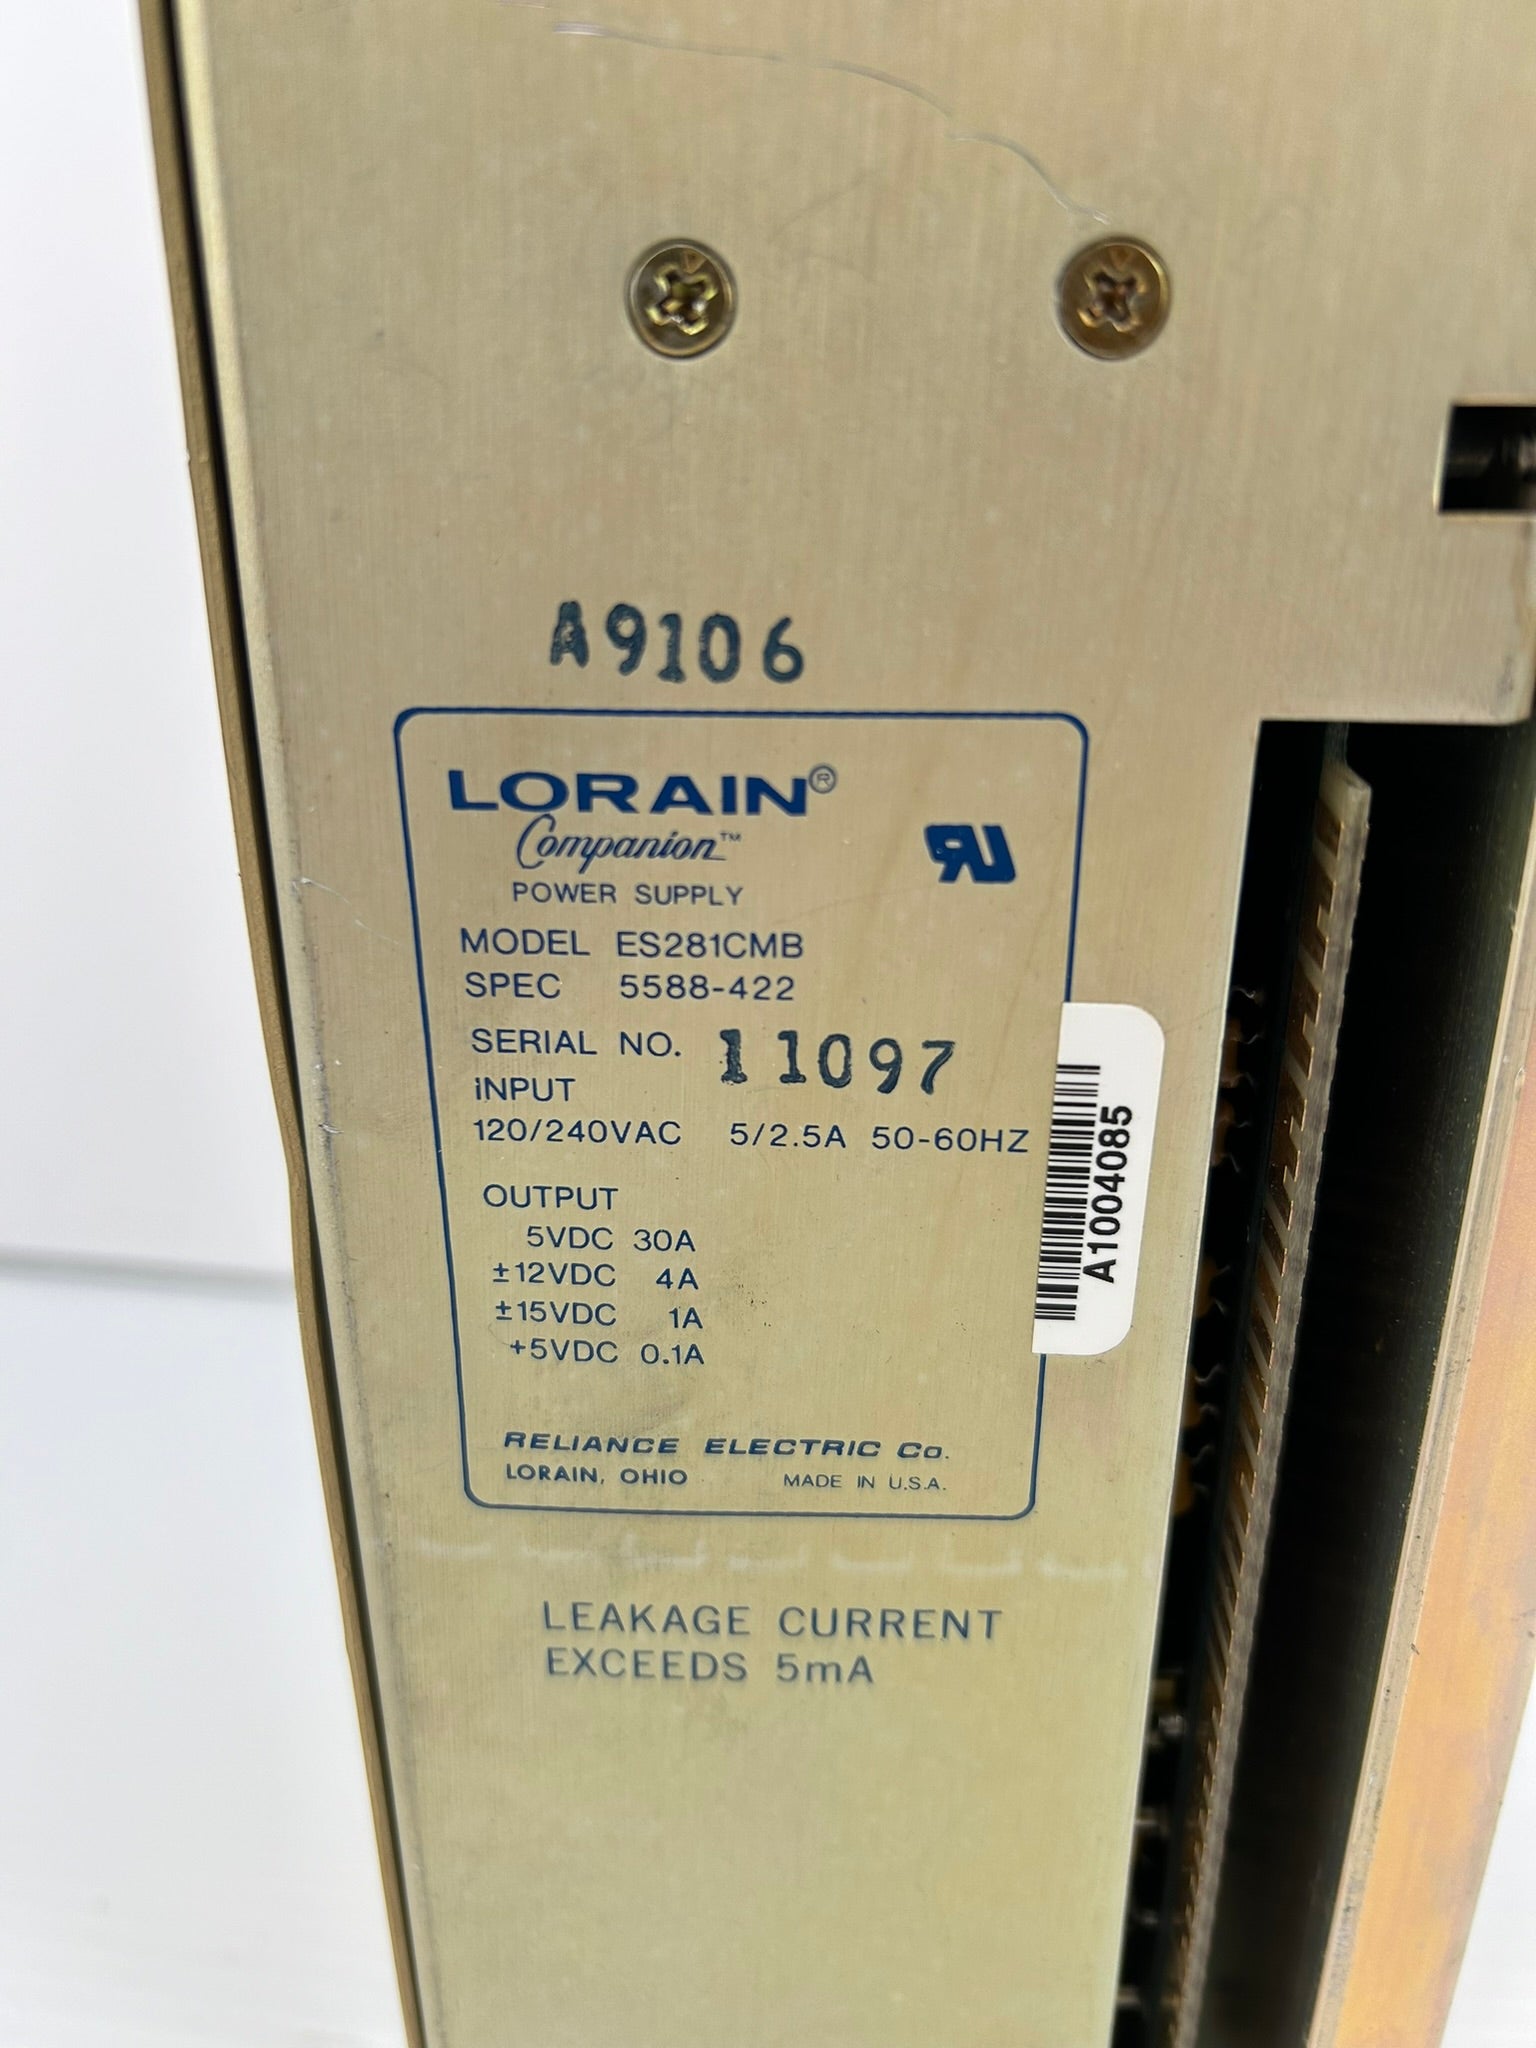 A9106
LORAIN®
Companion™
POWER SUPPLY
RU
MODEL ES281CMB
SPEC 5588-422
SERIAL NO. 11097
INPUT
120/240VAC 5/2.5A 50-60HZ
OUTPUT
5VDC 30A
±12VDC 4A
±15VDC 1A
+5VDC 0.1A
RELIANCE ELECTRIC Co.
LORAIN, OHIO MADE IN U.S.A.
A1004085
LEAKAGE CURRENT
EXCEEDS 5mA